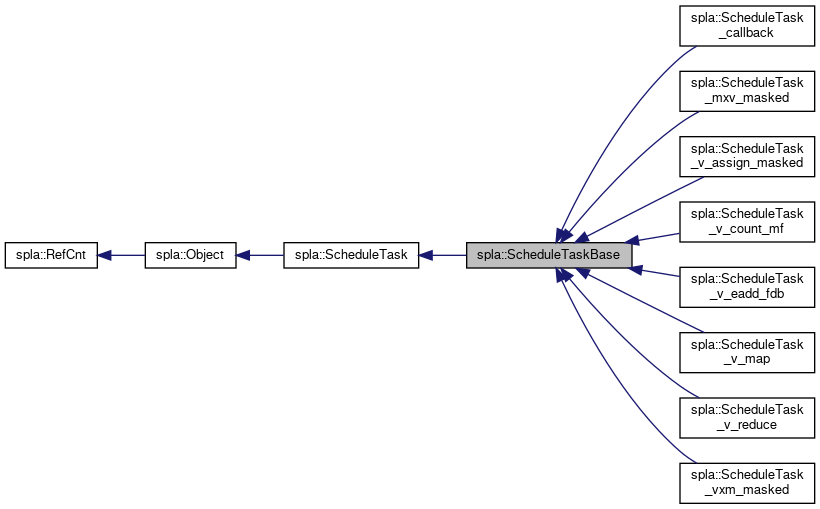 spla::ScheduleTask
_callback
spla::ScheduleTask
_mxv_masked
spla::ScheduleTask
_v_assign_masked
spla::ScheduleTask
_v_count_mf
spla::RefCnt
spla::Object
spla::ScheduleTask
spla::ScheduleTaskBase
spla::ScheduleTask
_v_eadd_fdb
spla::ScheduleTask
_v_map
spla::ScheduleTask
_v_reduce
spla::ScheduleTask
_vxm_masked